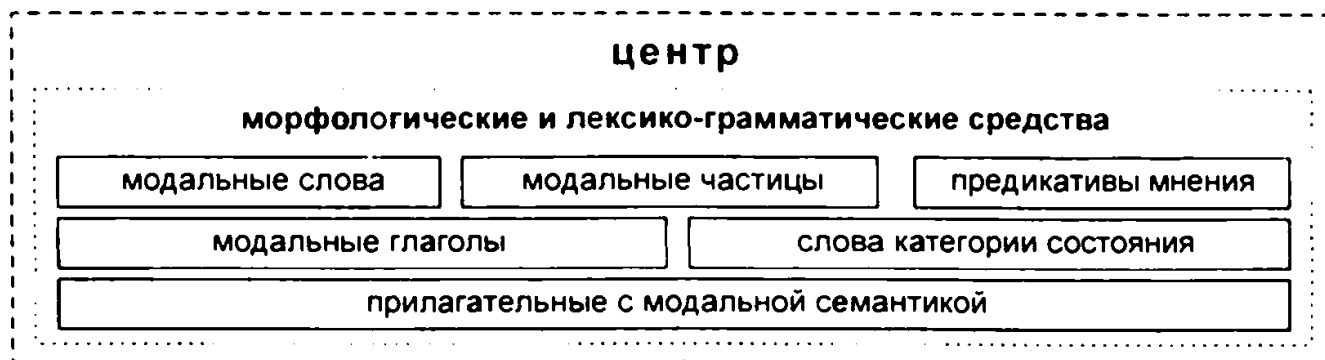 центр
морфологические и лексико-грамматические средства
модальные слова модальные частицы предикативы мнения
модальные глаголы слова категории состояния
прилагательные с модальной семантикой